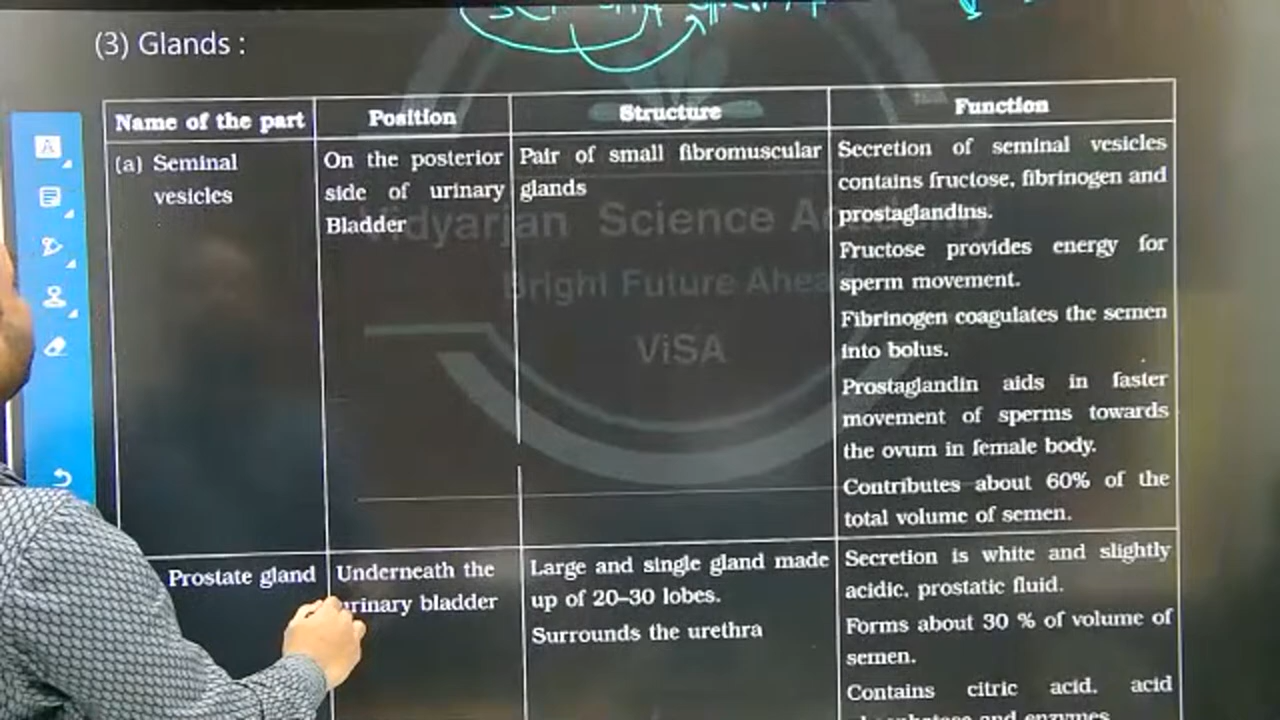 (3) Glands :
Name of the part
Position
Structure
Function
(a) Seminal
vesicles
On the posterior
side of urinary
Bladder
Pair of small fibromuscular
glands
Secretion of seminal vesicles
contains fructose, fibrinogen and
prostaglandins.
Fructose provides energy for
sperm movement.
Fibrinogen coagulates the semen
into bolus.
Prostaglandin aids in faster
movement of sperms towards
the ovum in female body.
Contributes about 60% of the
total volume of semen.
Vidyarjan Science Academy
Bright Future Ahead
ViSA
Prostate gland
Underneath the
urinary bladder
Large and single gland made
up of 20–30 lobes.
Surrounds the urethra
Secretion is white and slightly
acidic, prostatic fluid.
Forms about 30 % of volume of
semen.
Contains citric acid, acid
and enzymes